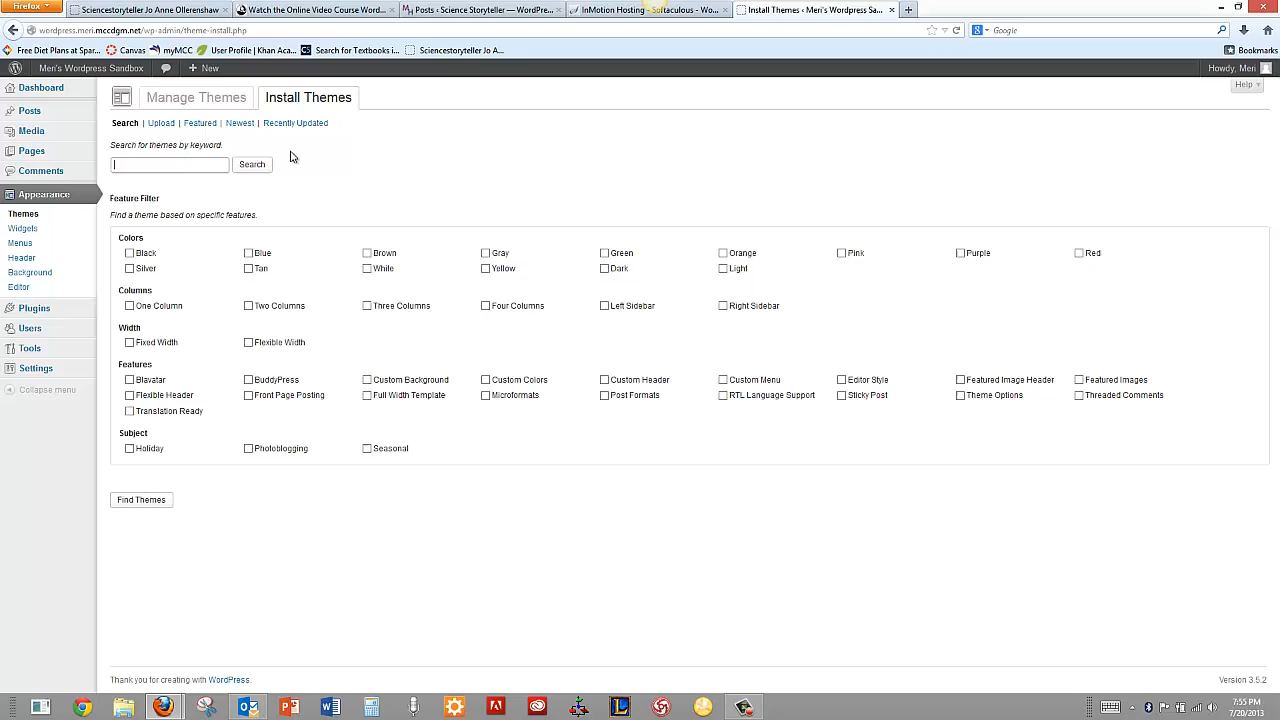 Firefox
Sciencestoryteller Jo Anne Ollerenshaw
Watch the Online Video Course Word...
Posts ‹ Science Storyteller — WordPre...
InMotion Hosting - Softaculous - Wo...
Install Themes ‹ Meri's Wordpress Sa...
wordpress.meri.mccdgm.net/wp-admin/theme-install.php
Google
Free Diet Plans at Spar...
Canvas
myMCC
User Profile | Khan Aca...
Search for Textbooks i...
Sciencestoryteller Jo A...
Bookmarks
Meri's Wordpress Sandbox
+ New
Howdy, Meri
Help
Dashboard
Posts
Media
Pages
Comments
Appearance
Themes
Widgets
Menus
Header
Background
Editor
Plugins
Users
Tools
Settings
Collapse menu
Manage Themes
Install Themes
Search | Upload | Featured | Newest | Recently Updated
Search for themes by keyword.
Search
Feature Filter
Find a theme based on specific features.
Colors
Black Blue Brown Gray Green Orange Pink Purple Red
Silver Tan White Yellow Dark Light
Columns
One Column Two Columns Three Columns Four Columns Left Sidebar Right Sidebar
Width
Fixed Width Flexible Width
Features
Blavatar BuddyPress Custom Background Custom Colors Custom Header Custom Menu Editor Style Featured Image Header Featured Images
Flexible Header Front Page Posting Full Width Template Microformats Post Formats RTL Language Support Sticky Post Theme Options Threaded Comments
Translation Ready
Subject
Holiday Photoblogging Seasonal
Find Themes
Thank you for creating with WordPress.
Version 3.5.2
7:55 PM
7/20/2013